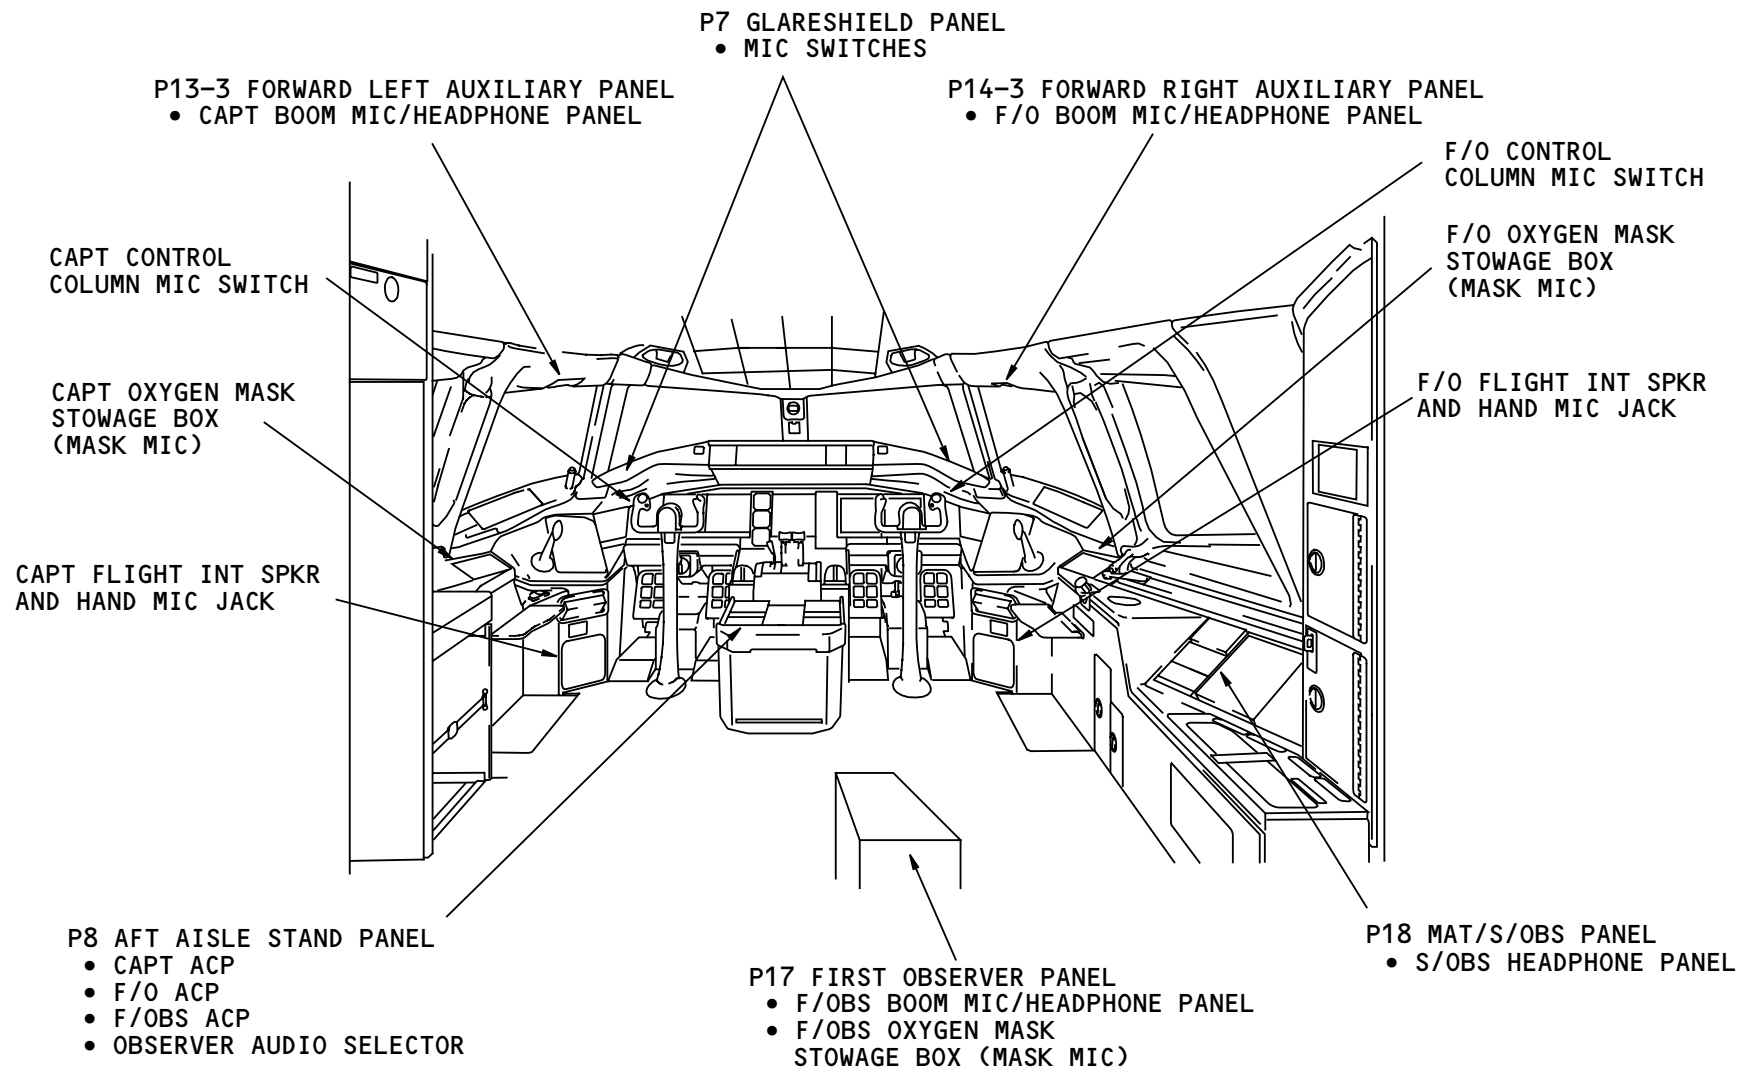 P7 GLARESHIELD PANEL
• MIC SWITCHES
P13-3 FORWARD LEFT AUXILIARY PANEL
• CAPT BOOM MIC/HEADPHONE PANEL
P14-3 FORWARD RIGHT AUXILIARY PANEL
• F/O BOOM MIC/HEADPHONE PANEL
F/O CONTROL
COLUMN MIC SWITCH
F/O OXYGEN MASK
STOWAGE BOX
(MASK MIC)
CAPT CONTROL
COLUMN MIC SWITCH
F/O FLIGHT INT SPKR
AND HAND MIC JACK
CAPT OXYGEN MASK
STOWAGE BOX
(MASK MIC)
CAPT FLIGHT INT SPKR
AND HAND MIC JACK
P8 AFT AISLE STAND PANEL
• CAPT ACP
• F/O ACP
• F/OBS ACP
• OBSERVER AUDIO SELECTOR
P17 FIRST OBSERVER PANEL
• F/OBS BOOM MIC/HEADPHONE PANEL
• F/OBS OXYGEN MASK
STOWAGE BOX (MASK MIC)
P18 MAT/S/OBS PANEL
• S/OBS HEADPHONE PANEL